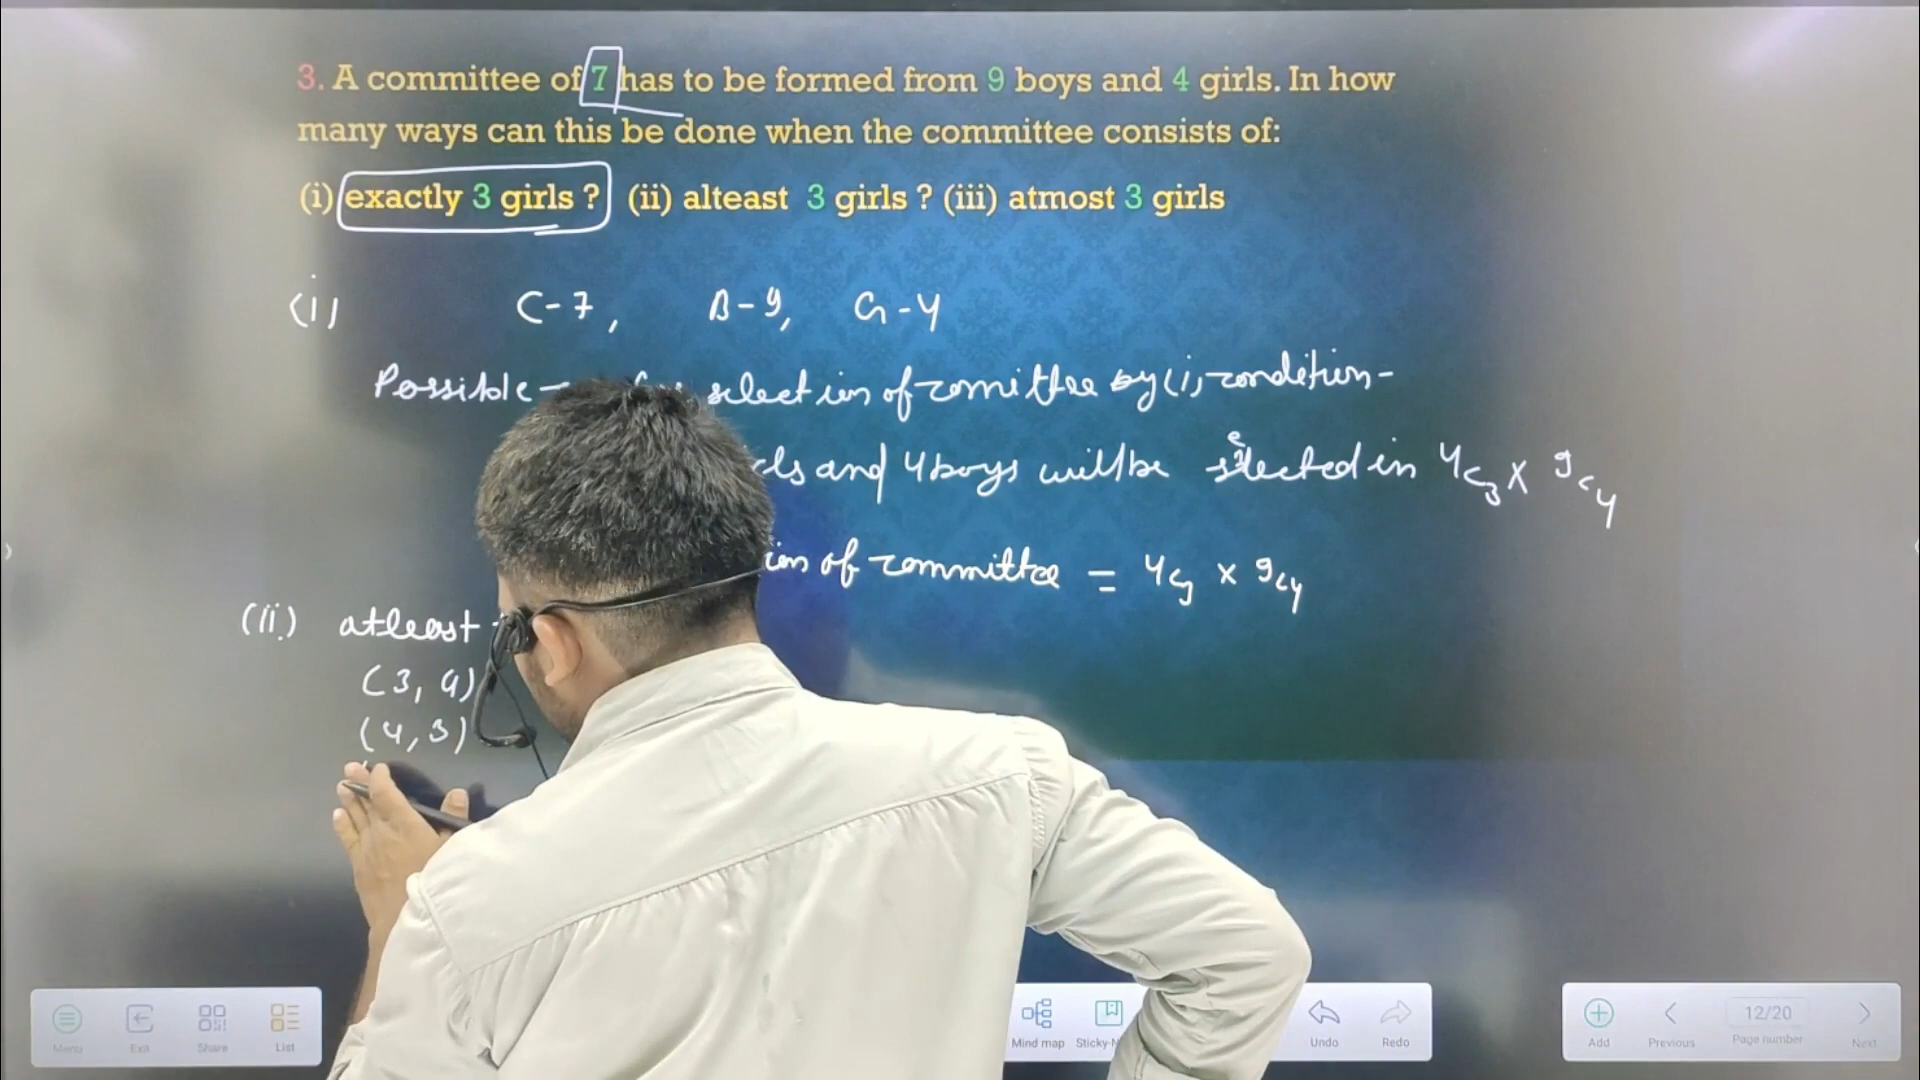 3. A committee of 7 has to be formed from 9 boys and 4 girls. In how
many ways can this be done when the committee consists of:
(i) exactly 3 girls ? (ii) alteast 3 girls ? (iii) atmost 3 girls
(i) C-7, B-9, G-4
Possible selection of comittee by (i) condition-
and 4 boys will be selected in 4C3 X 9C4
of committee = 4C3 x 9C4
(ii) atleast
(3, 4)
(4, 3)
Menu Exit Share List Mind map Undo Redo Add Previous 12/20 Page number Next